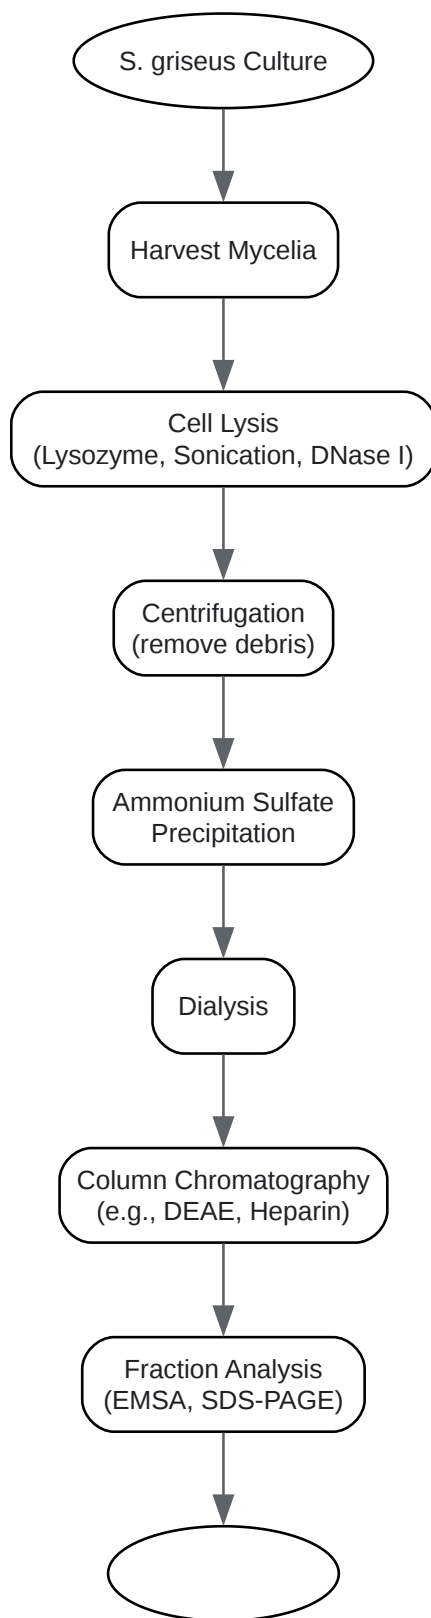 S. griseus Culture
Harvest Mycelia
Cell Lysis
(Lysozyme, Sonication, DNase I)
Centrifugation
(remove debris)
Ammonium Sulfate
Precipitation
Dialysis
Column Chromatography
(e.g., DEAE, Heparin)
Fraction Analysis
(EMSA, SDS-PAGE)